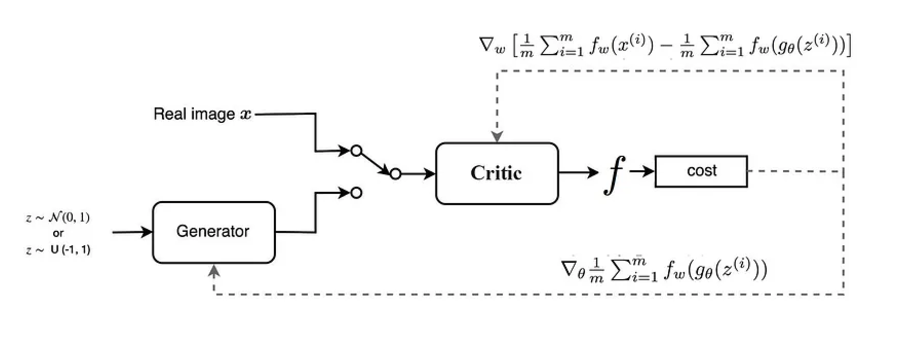 ∇_w [1/m ∑_{i=1}^{m} f_w(x^{(i)}) − 1/m ∑_{i=1}^{m} f_w(g_θ(z^{(i)}))]
Real image x
Critic
f
cost
z ∼ 𝒩(0, 1)
or
z ∼ U (-1, 1)
Generator
∇_θ 1/m ∑_{i=1}^{m} f_w(g_θ(z^{(i)}))